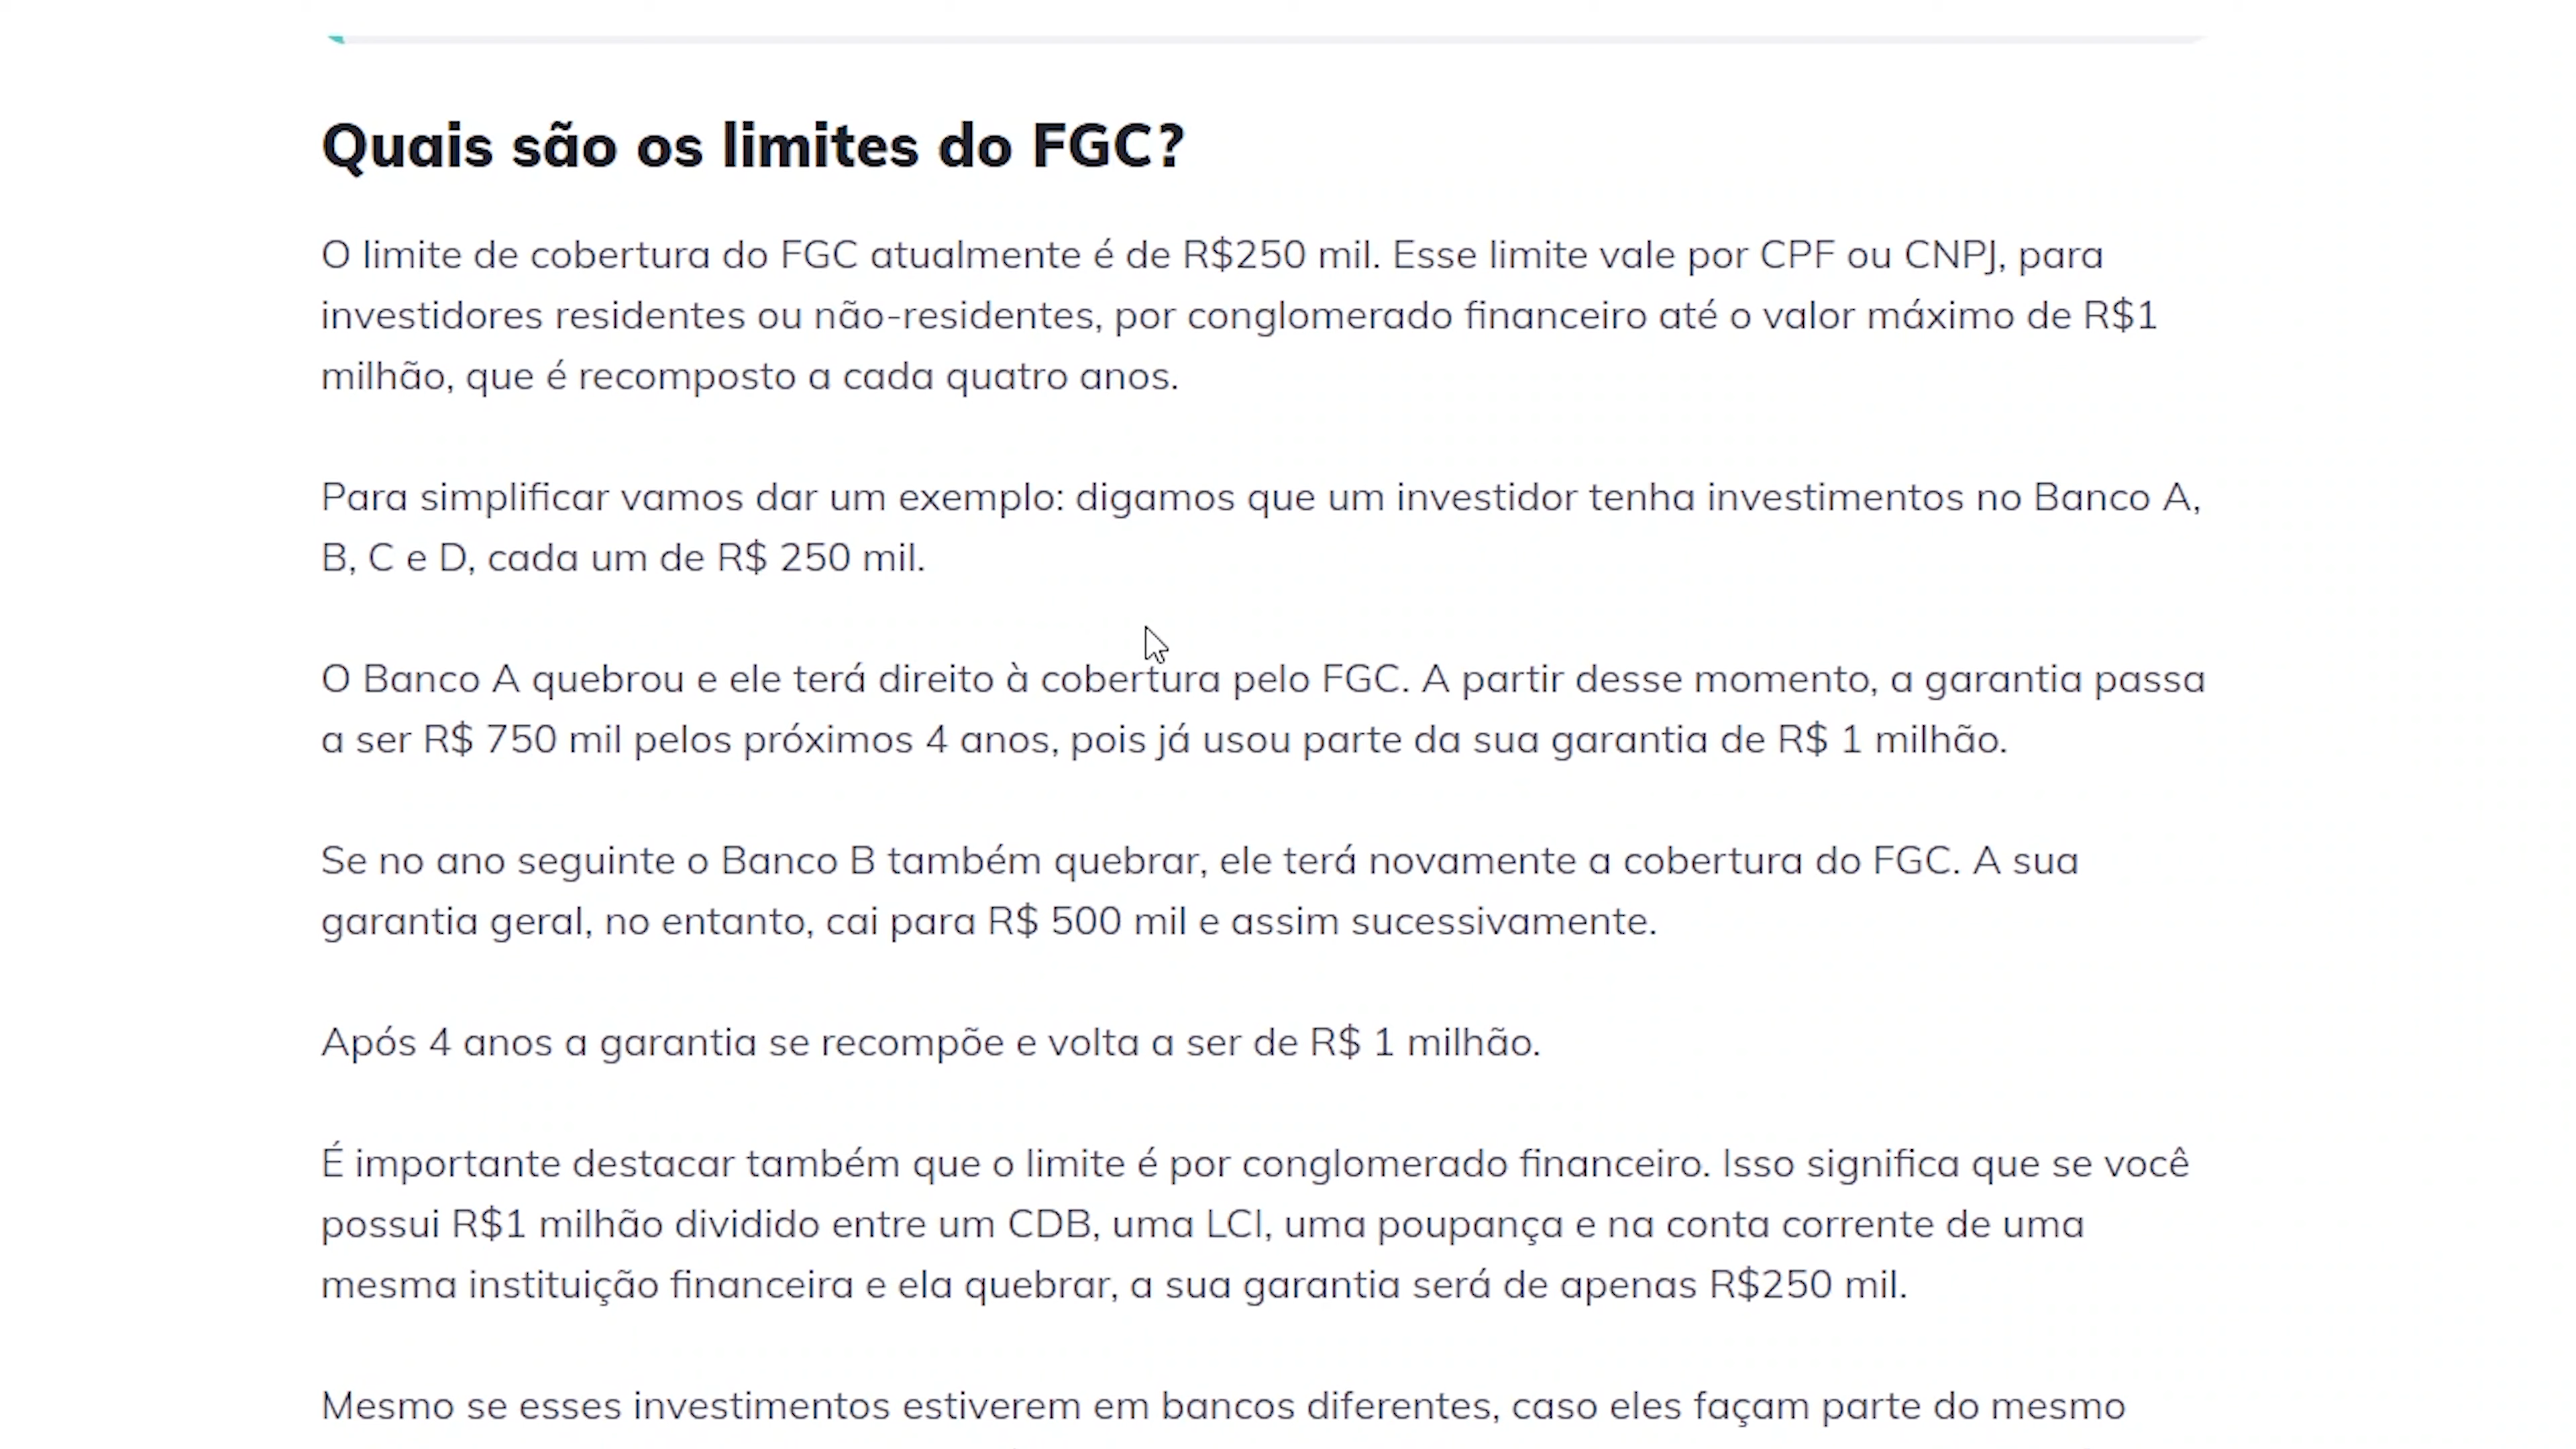 Quais são os limites do FGC?
O limite de cobertura do FGC atualmente é de R$250 mil. Esse limite vale por CPF ou CNPJ, para
investidores residentes ou não-residentes, por conglomerado financeiro até o valor máximo de R$1
milhão, que é recomposto a cada quatro anos.
Para simplificar vamos dar um exemplo: digamos que um investidor tenha investimentos no Banco A,
B, C e D, cada um de R$ 250 mil.
O Banco A quebrou e ele terá direito à cobertura pelo FGC. A partir desse momento, a garantia passa
a ser R$ 750 mil pelos próximos 4 anos, pois já usou parte da sua garantia de R$ 1 milhão.
Se no ano seguinte o Banco B também quebrar, ele terá novamente a cobertura do FGC. A sua
garantia geral, no entanto, cai para R$ 500 mil e assim sucessivamente.
Após 4 anos a garantia se recompõe e volta a ser de R$ 1 milhão.
É importante destacar também que o limite é por conglomerado financeiro. Isso significa que se você
possui R$1 milhão dividido entre um CDB, uma LCI, uma poupança e na conta corrente de uma
mesma instituição financeira e ela quebrar, a sua garantia será de apenas R$250 mil.
Mesmo se esses investimentos estiverem em bancos diferentes, caso eles façam parte do mesmo